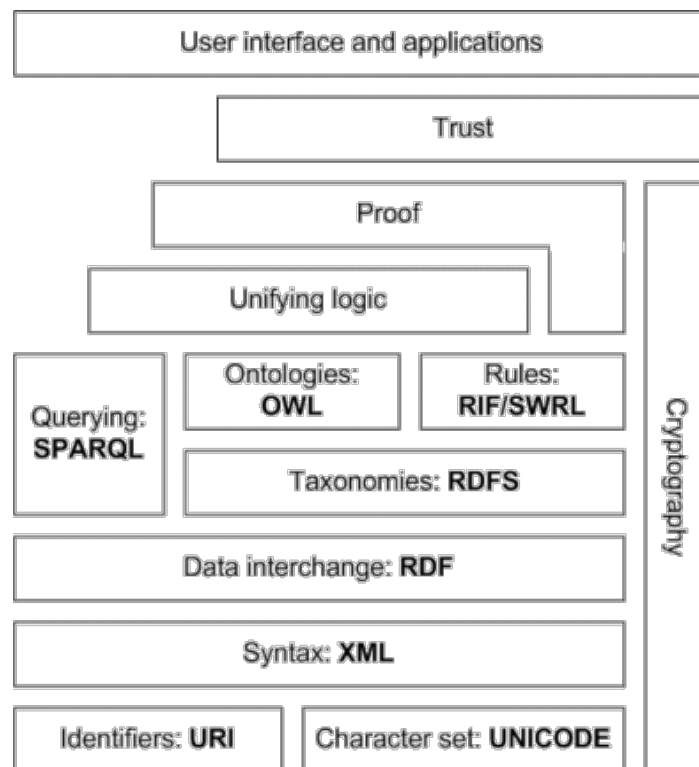 User interface and applications
Trust
Proof
Unifying logic
Querying:
SPARQL
Ontologies:
OWL
Rules:
RIF/SWRL
Taxonomies: RDFS
Cryptography
Data interchange: RDF
Syntax: XML
Identifiers: URI
Character set: UNICODE